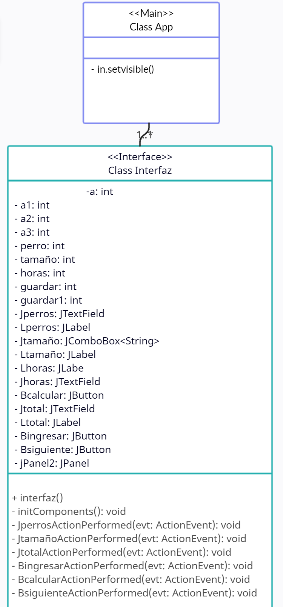 <<Main>>
Class App
- in.setvisible()
1..*
<<Interface>>
Class Interfaz
-a: int
- a1: int
- a2: int
- a3: int
- perro: int
- tamaño: int
- horas: int
- guardar: int
- guardar1: int
- Jperros: JTextField
- Lperros: JLabel
- Jtamaño: JComboBox<String>
- Ltamaño: JLabel
- Lhoras: JLabe
- Jhoras: JTextField
- Bcalcular: JButton
- Jtotal: JTextField
- Ltotal: JLabel
- Bingresar: JButton
- Bsiguiente: JButton
- jPanel2: JPanel
+ interfaz()
- initComponents(): void
- JperrosActionPerformed(evt: ActionEvent): void
- JtamañoActionPerformed(evt: ActionEvent): void
- JtotalActionPerformed(evt: ActionEvent): void
- BingresarActionPerformed(evt: ActionEvent): void
- BcalcularActionPerformed(evt: ActionEvent): void
- BsiguienteActionPerformed(evt: ActionEvent): void